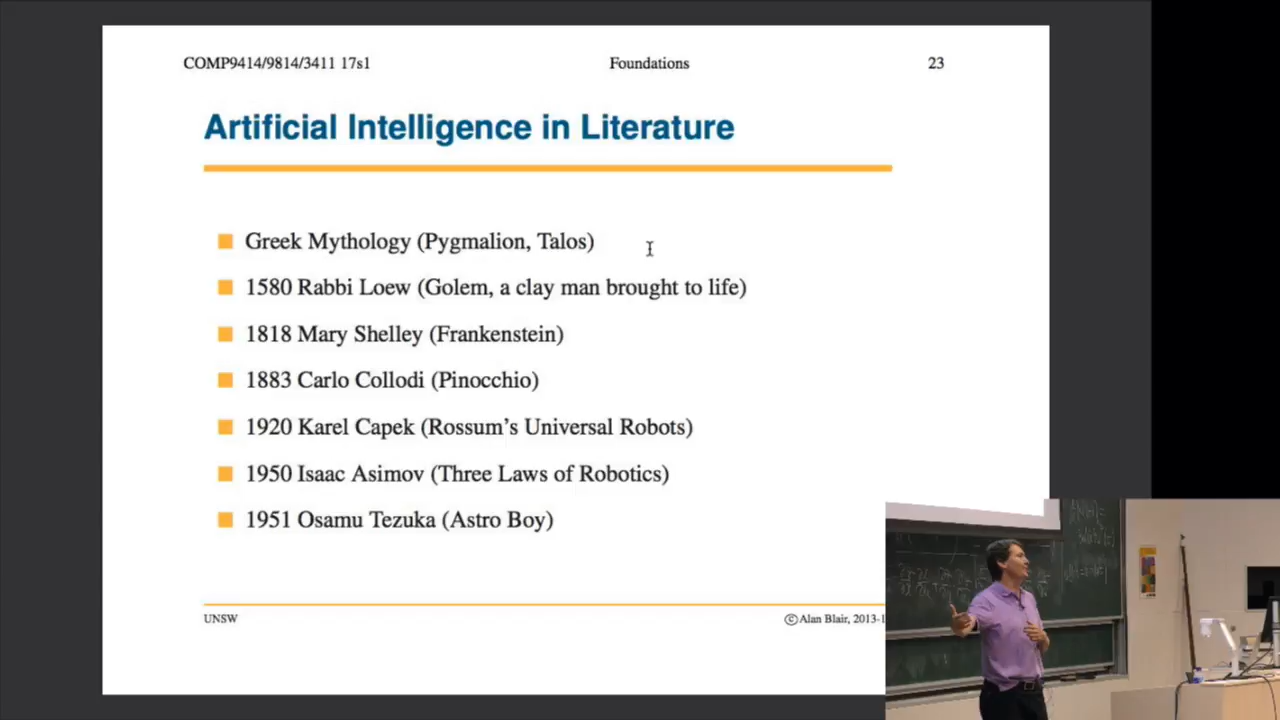 COMP9414/9814/3411 17s1 Foundations 23
Artificial Intelligence in Literature
Greek Mythology (Pygmalion, Talos)
1580 Rabbi Loew (Golem, a clay man brought to life)
1818 Mary Shelley (Frankenstein)
1883 Carlo Collodi (Pinocchio)
1920 Karel Capek (Rossum's Universal Robots)
1950 Isaac Asimov (Three Laws of Robotics)
1951 Osamu Tezuka (Astro Boy)
UNSW ©Alan Blair, 2013-1